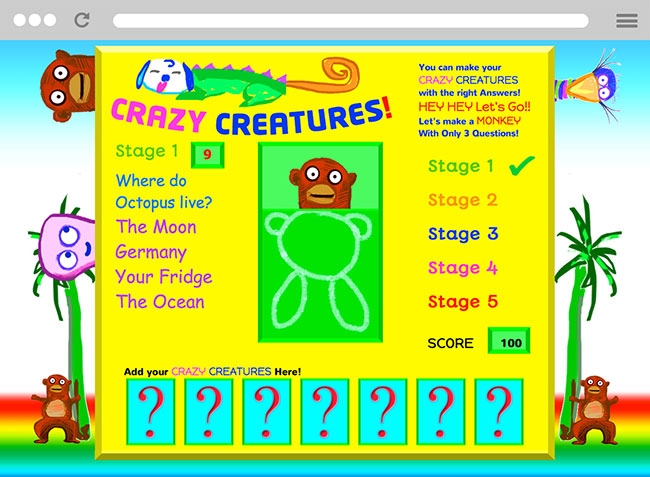 You can make your
CRAZY CREATURES
with the right Answers!
HEY HEY Let's Go!!
Let's make a MONKEY
With Only 3 Questions!
CRAZY CREATURES!
Stage 1 9
Where do
Octopus live?
The Moon
Germany
Your Fridge
The Ocean
Stage 1
Stage 2
Stage 3
Stage 4
Stage 5
SCORE 100
Add your CRAZY CREATURES Here!
? ? ? ? ? ? ?